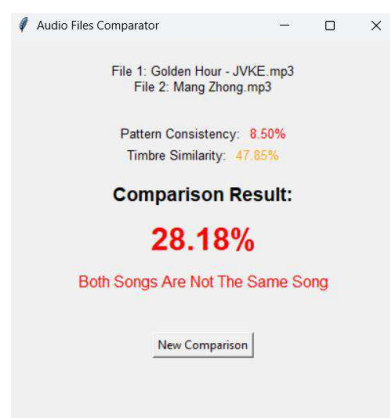 Audio Files Comparator
File 1: Golden Hour - JVKE.mp3
File 2: Mang Zhong.mp3
Pattern Consistency: 8.50%
Timbre Similarity: 47.85%
Comparison Result:
28.18%
Both Songs Are Not The Same Song
New Comparison